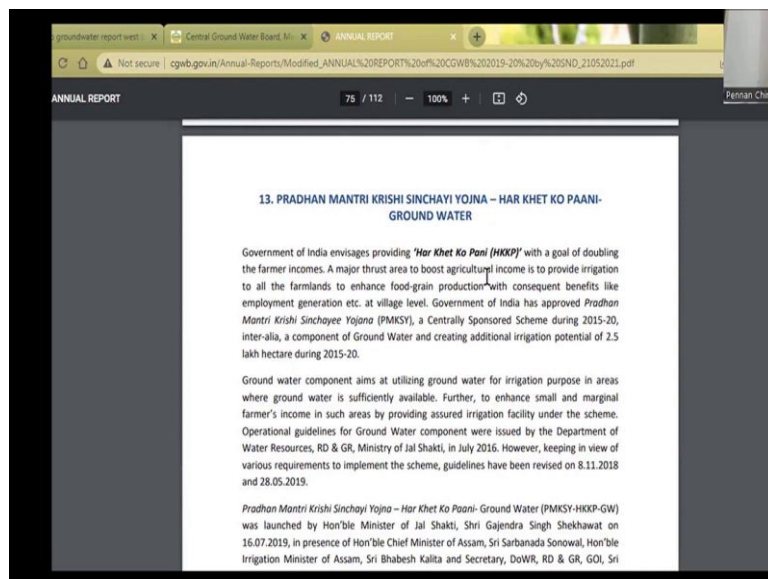 groundwater report west
Central Ground Water Board, M
ANNUAL REPORT
Not secure | cgwb.gov.in/Annual-Reports/Modified_ANNUAL%20REPORT%20of%20CGWB%202019-20%20by%20SND_21052021.pdf
Pennan Chin
ANNUAL REPORT
75 / 112
100%
13. PRADHAN MANTRI KRISHI SINCHAYI YOJNA – HAR KHET KO PAANI-
GROUND WATER
Government of India envisages providing 'Har Khet Ko Pani (HKKP)' with a goal of doubling
the farmer incomes. A major thrust area to boost agricultural income is to provide irrigation
to all the farmlands to enhance food-grain production with consequent benefits like
employment generation etc. at village level. Government of India has approved Pradhan
Mantri Krishi Sinchayee Yojana (PMKSY), a Centrally Sponsored Scheme during 2015-20,
inter-alia, a component of Ground Water and creating additional irrigation potential of 2.5
lakh hectare during 2015-20.
Ground water component aims at utilizing ground water for irrigation purpose in areas
where ground water is sufficiently available. Further, to enhance small and marginal
farmer's income in such areas by providing assured irrigation facility under the scheme.
Operational guidelines for Ground Water component were issued by the Department of
Water Resources, RD & GR, Ministry of Jal Shakti, in July 2016. However, keeping in view of
various requirements to implement the scheme, guidelines have been revised on 8.11.2018
and 28.05.2019.
Pradhan Mantri Krishi Sinchayi Yojna – Har Khet Ko Paani- Ground Water (PMKSY-HKKP-GW)
was launched by Hon'ble Minister of Jal Shakti, Shri Gajendra Singh Shekhawat on
16.07.2019, in presence of Hon'ble Chief Minister of Assam, Sri Sarbanada Sonowal, Hon'ble
Irrigation Minister of Assam, Sri Bhabesh Kalita and Secretary, DoWR, RD & GR, GOI, Sri